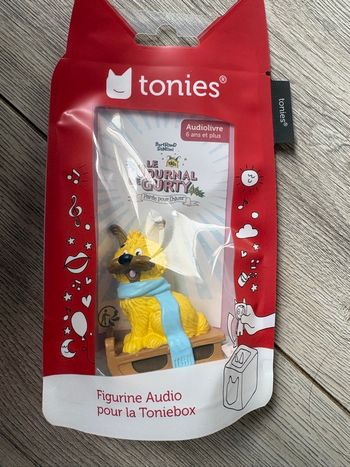 tonies®
tonies®
Audiolivre
6 ans et plus
BertRAND
SANtiNi
LE
JOURNAL
DE GURTY
Parée pour l'hiver
Figurine Audio
pour la Toniebox